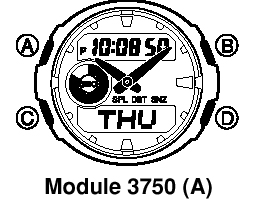 A
B
P 10:08 50
SPL DST SNZ
C
THU
D
Module 3750 (A)